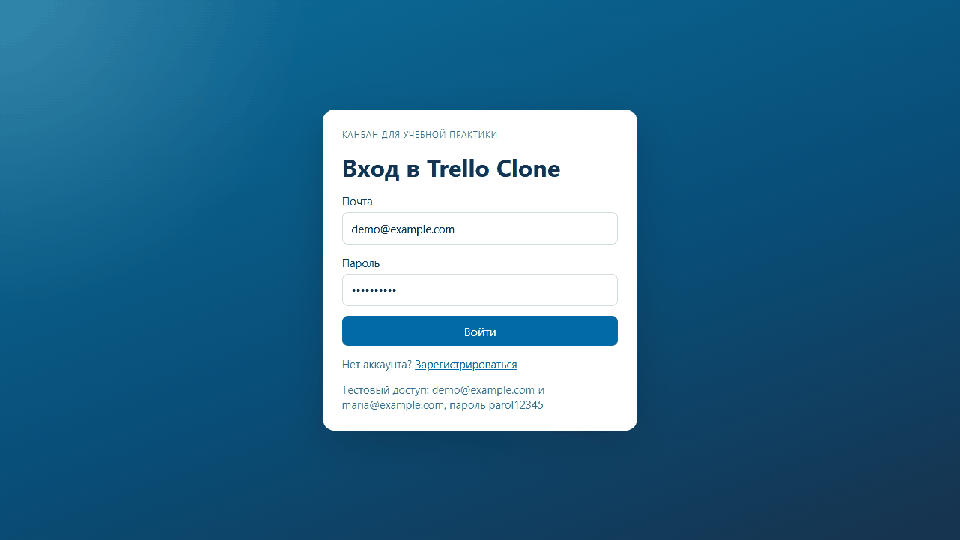 КАНБАН ДЛЯ УЧЕБНОЙ ПРАКТИКИ
Вход в Trello Clone
Почта
demo@example.com
Пароль
••••••••••
Войти
Нет аккаунта? Зарегистрироваться
Тестовый доступ: demo@example.com и
maria@example.com, пароль parol12345